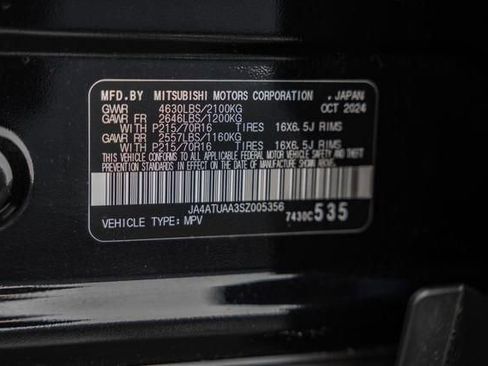 MFD.BY MITSUBISHI MOTORS CORPORATION , JAPAN
GVWR 4630LBS/2100KG OCT 2024
GAWR FR 2646LBS/1200KG
WITH P215/70R16 TIRES 16X6.5J RIMS
GAWR RR 2557LBS/1160KG
WITH P215/70R16 TIRES 16X6.5J RIMS
THIS VEHICLE CONFORMS TO ALL APPLICABLE FEDERAL MOTOR VEHICLE SAFETY, BUMPER, AND THEFT
PREVENTION STANDARDS IN EFFECT ON THE DATE OF MANUFACTURE SHOWN ABOVE.
JA4ATUAA3SZ005356
VEHICLE TYPE: MPV 7430C535